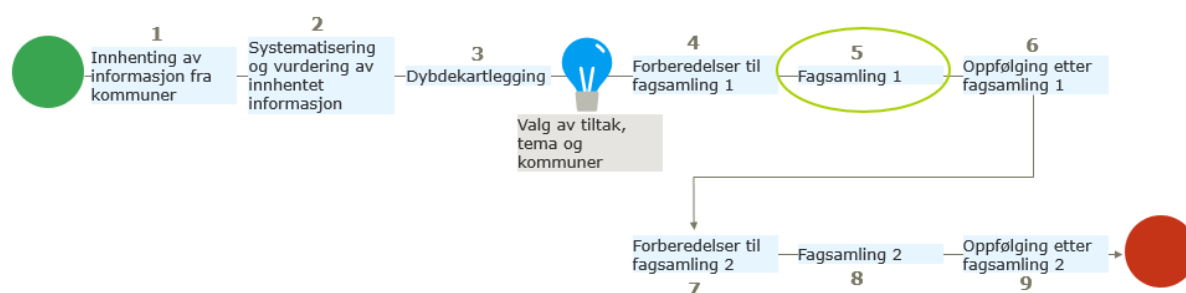 1
Innhenting av
informasjon fra
kommuner
2
Systematisering
og vurdering av
innhentet
informasjon
3
Dybdekartlegging
Valg av tiltak,
tema og
kommuner
4
Forberedelser til
fagsamling 1
5
Fagsamling 1
6
Oppfølging etter
fagsamling 1
Forberedelser til
fagsamling 2
7
Fagsamling 2
8
Oppfølging etter
fagsamling 2
9